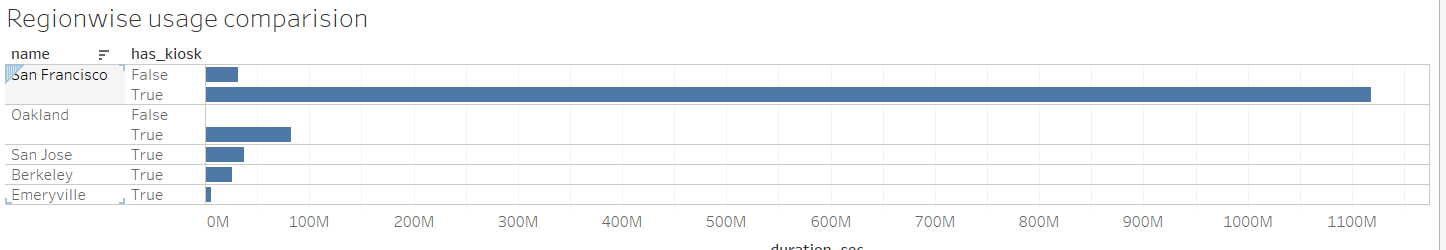 Regionwise usage comparision
name has_kiosk
San Francisco False
True
Oakland False
True
San Jose True
Berkeley True
Emeryville True
0M 100M 200M 300M 400M 500M 600M 700M 800M 900M 1000M 1100M
duration_sec